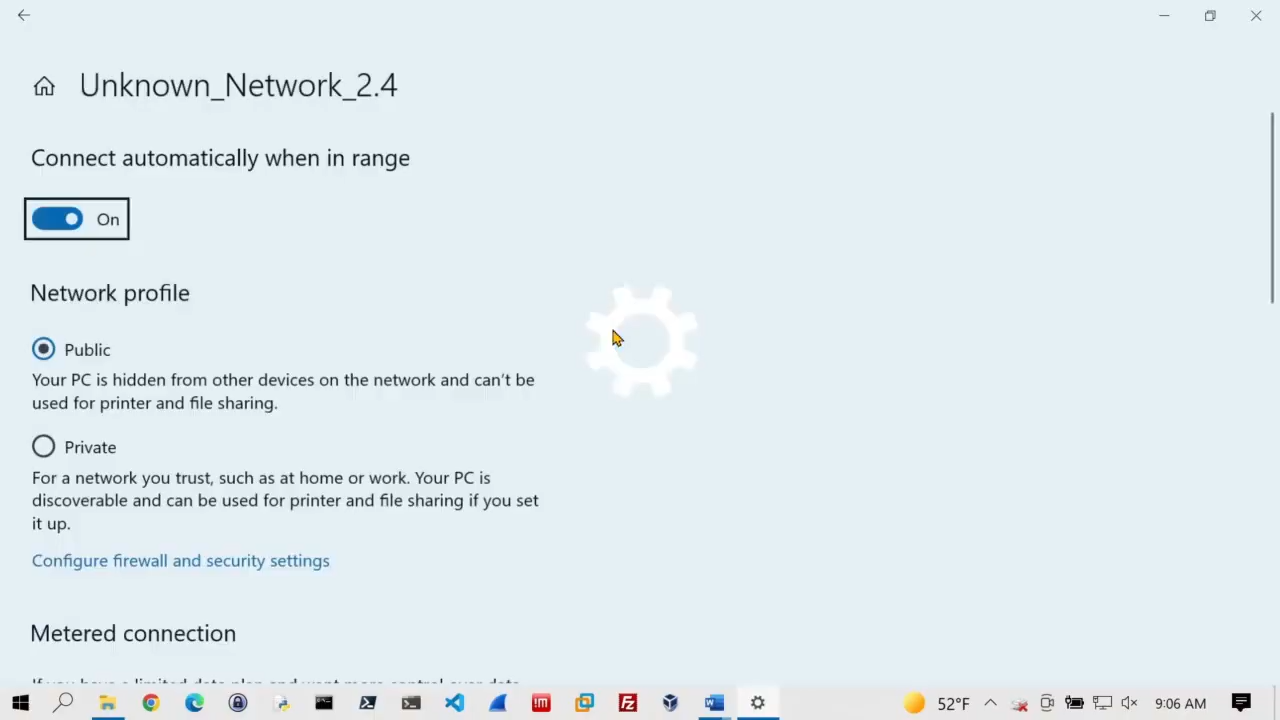 Unknown_Network_2.4
Connect automatically when in range
On
Network profile
Public
Your PC is hidden from other devices on the network and can't be
used for printer and file sharing.
Private
For a network you trust, such as at home or work. Your PC is
discoverable and can be used for printer and file sharing if you set
it up.
Configure firewall and security settings
Metered connection
If you have a limited data plan and want more control over data
52°F
9:06 AM